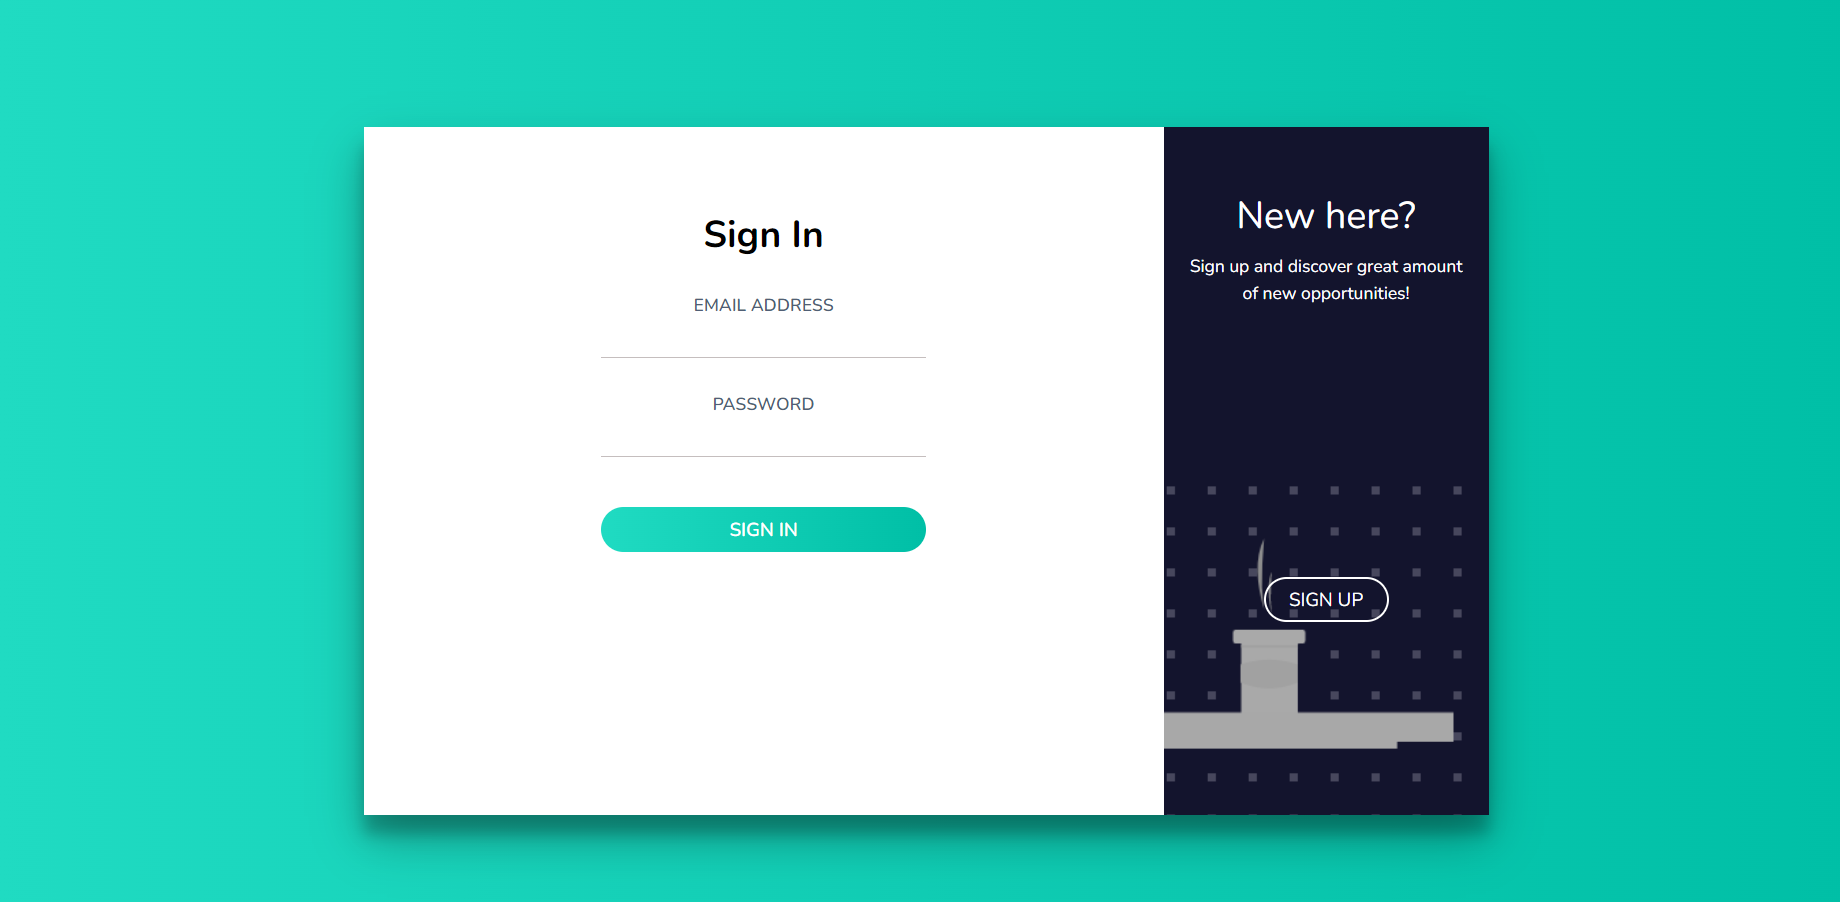 Sign In
EMAIL ADDRESS
PASSWORD
SIGN IN
New here?
Sign up and discover great amount
of new opportunities!
SIGN UP